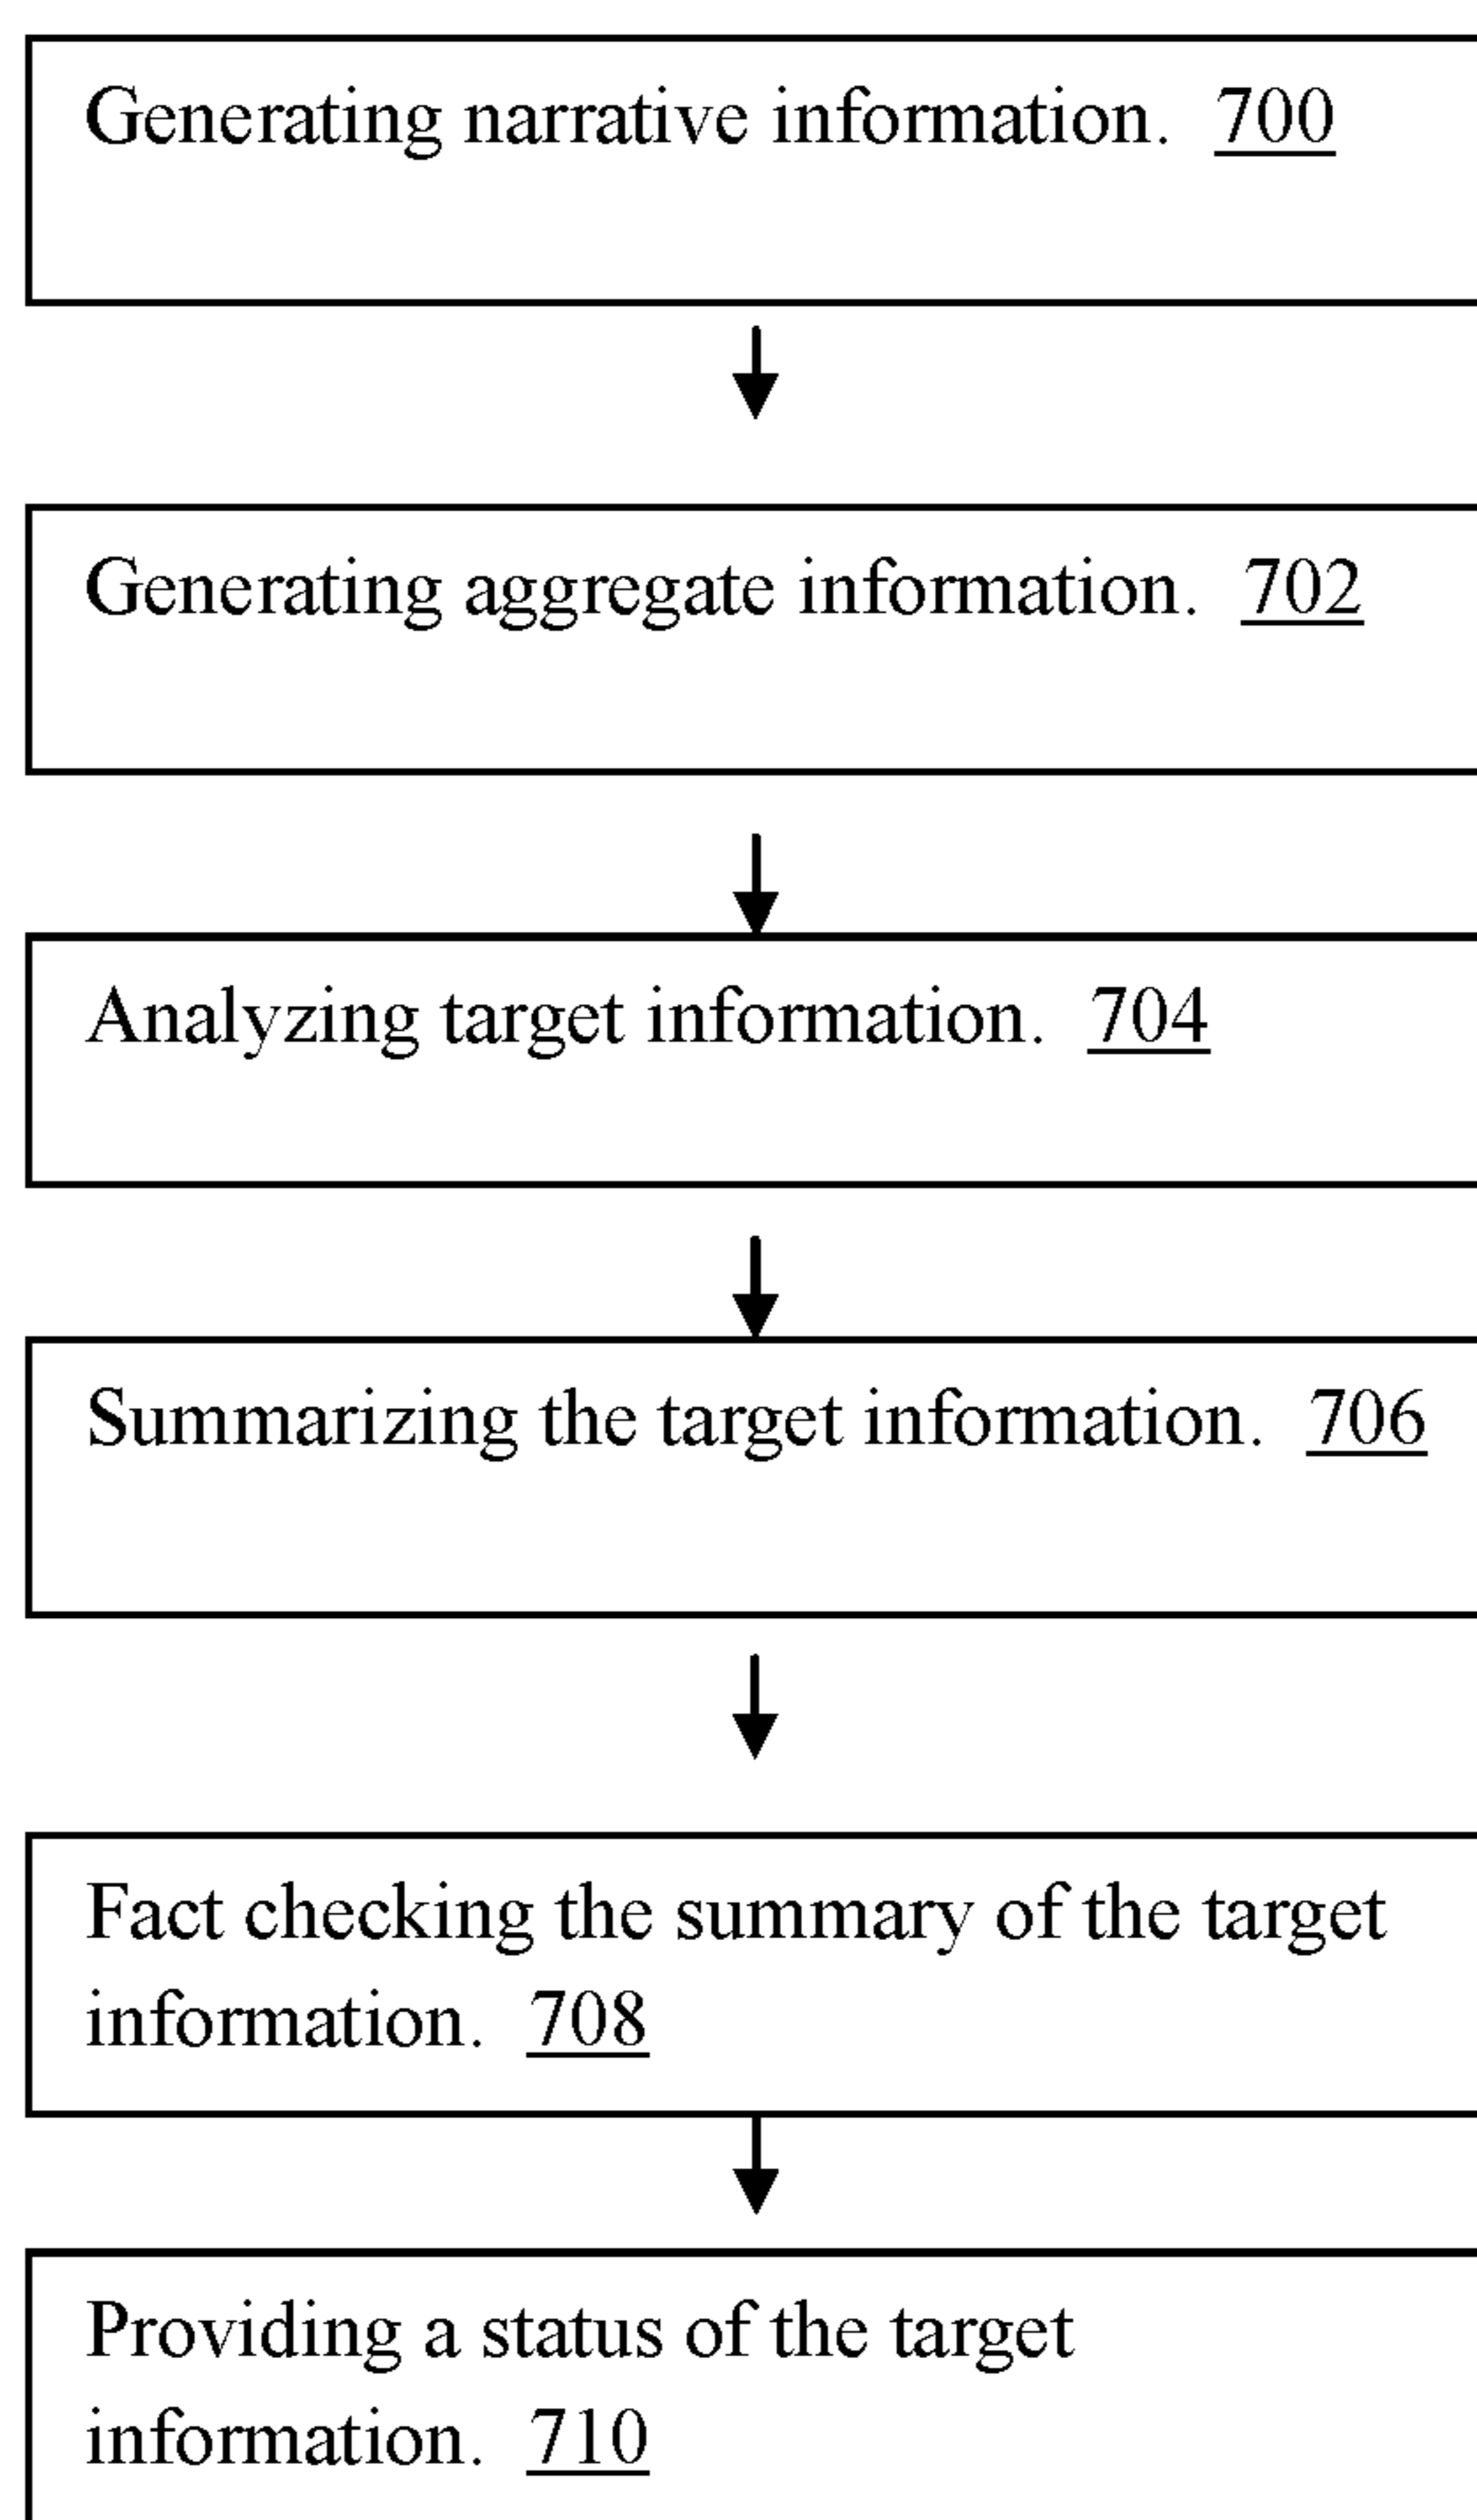 Generating narrative information. 700
Generating aggregate information. 702
Analyzing target information. 704
Summarizing the target information. 706
Fact checking the summary of the target
information. 708
Providing a status of the target
information. 710